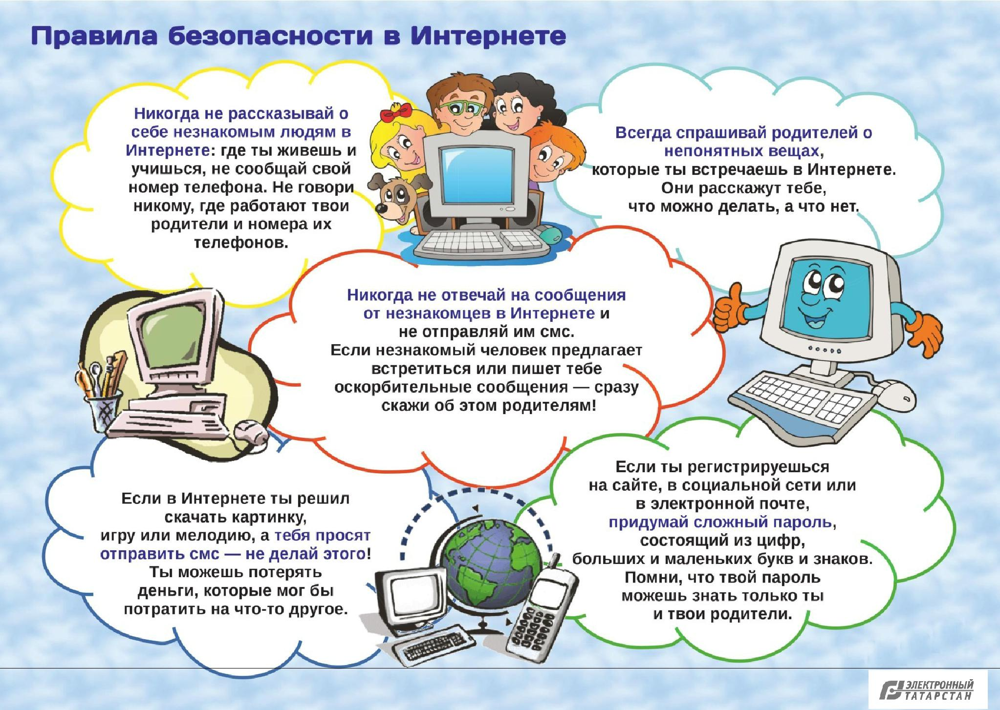 Правила безопасности в Интернете
Никогда не рассказывай о
себе незнакомым людям в
Интернете: где ты живешь и
учишься, не сообщай свой
номер телефона. Не говори
никому, где работают твои
родители и номера их
телефонов.
Всегда спрашивай родителей о
непонятных вещах,
которые ты встречаешь в Интернете.
Они расскажут тебе,
что можно делать, а что нет.
Никогда не отвечай на сообщения
от незнакомцев в Интернете и
не отправляй им смс.
Если незнакомый человек предлагает
встретиться или пишет тебе
оскорбительные сообщения — сразу
скажи об этом родителям!
Если в Интернете ты решил
скачать картинку,
игру или мелодию, а тебя просят
отправить смс — не делай этого!
Ты можешь потерять
деньги, которые мог бы
потратить на что-то другое.
Если ты регистрируешься
на сайте, в социальной сети или
в электронной почте,
придумай сложный пароль,
состоящий из цифр,
больших и маленьких букв и знаков.
Помни, что твой пароль
можешь знать только ты
и твои родители.
ЭЛЕКТРОННЫЙ
ТАТАРСТАН